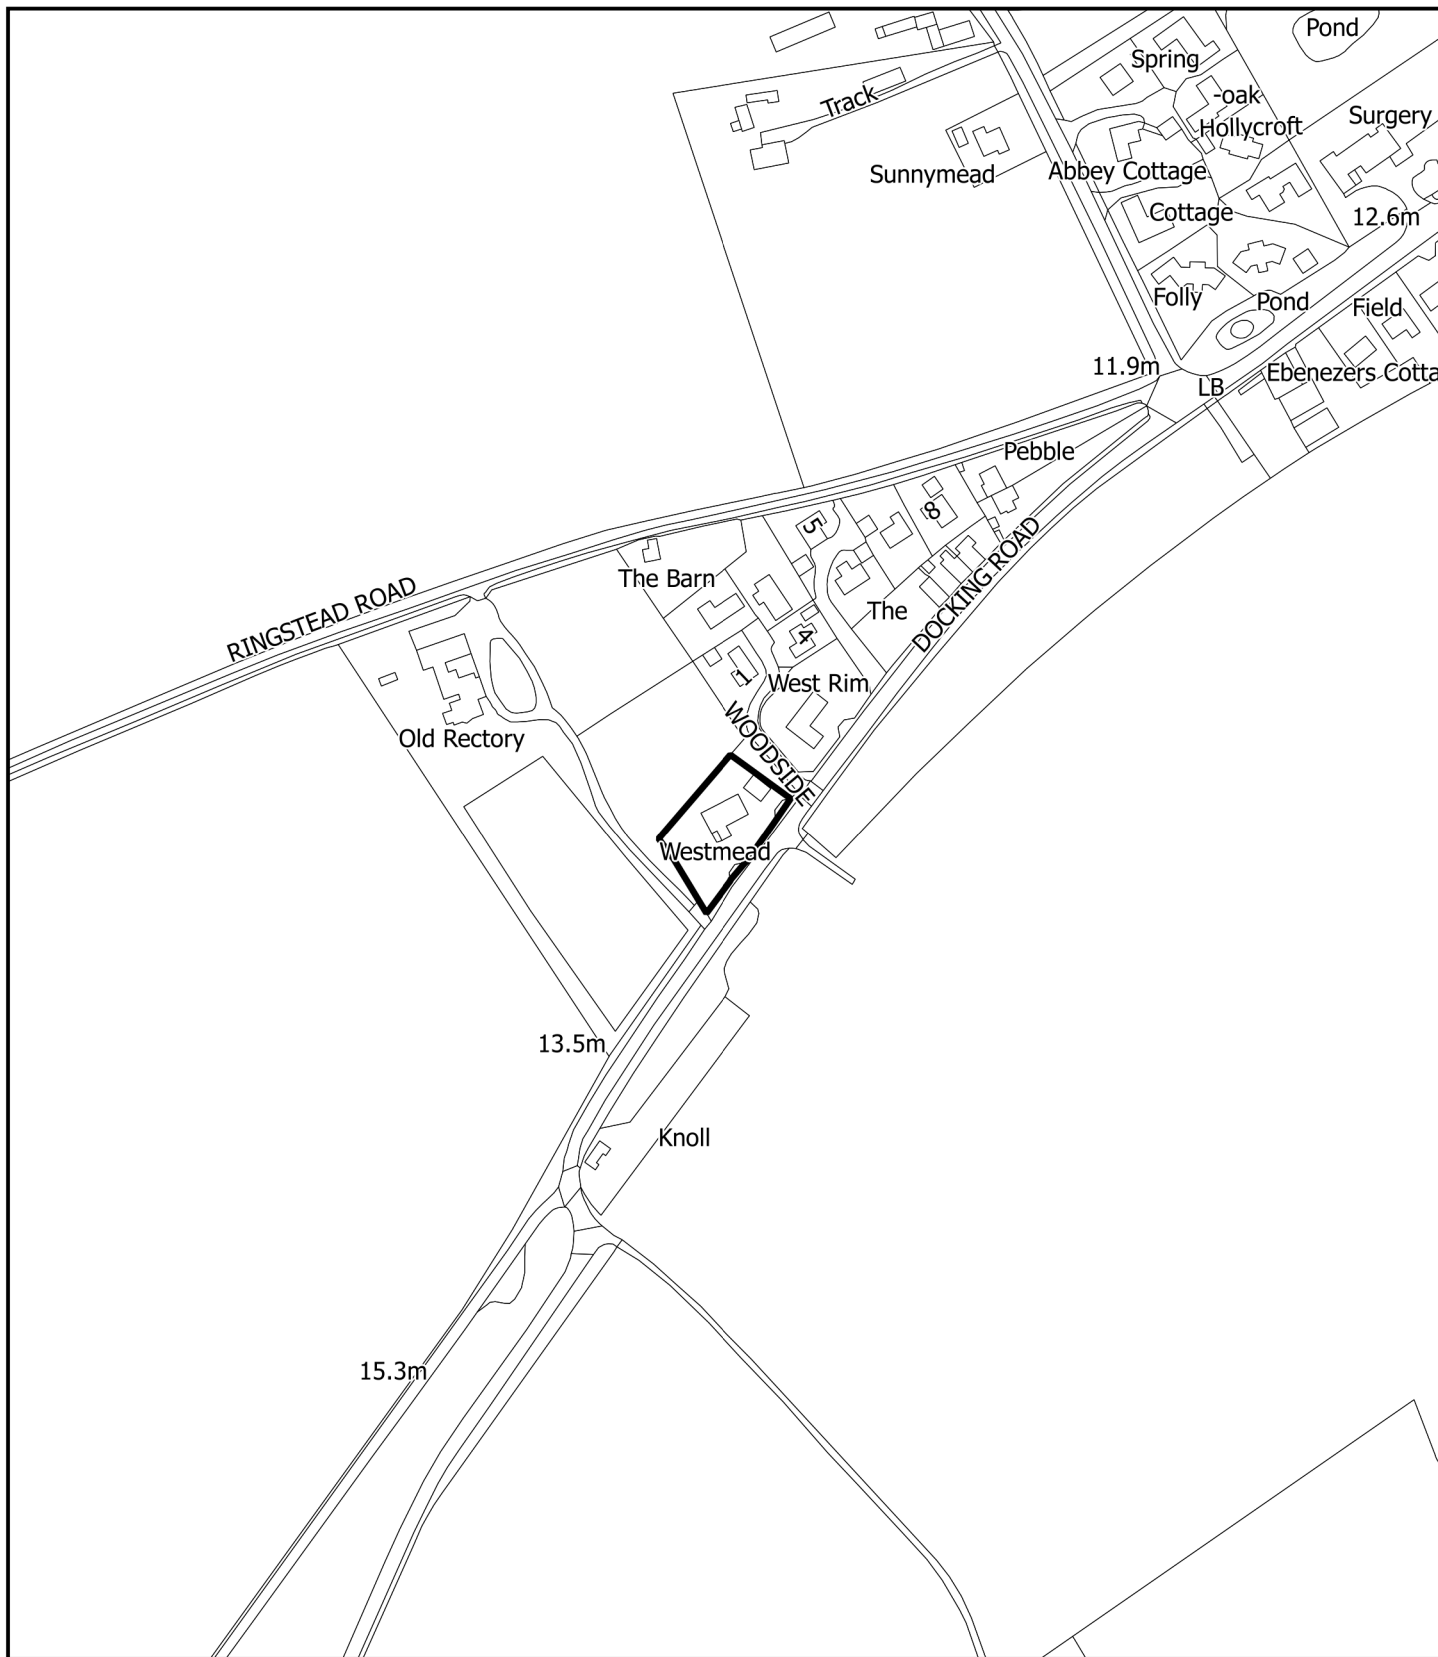 Pond
Spring
-oak
Track
Hollycroft
Surgery
Sunnymead
Abbey Cottage
Cottage
12.6m
Folly
Pond
Field
11.9m
LB
Ebenezers Cotta
Pebble
8
5
The Barn
DOCKING ROAD
The
RINGSTEAD ROAD
4
1
West Rim
WOODSIDE
Old Rectory
Westmead
13.5m
Knoll
15.3m